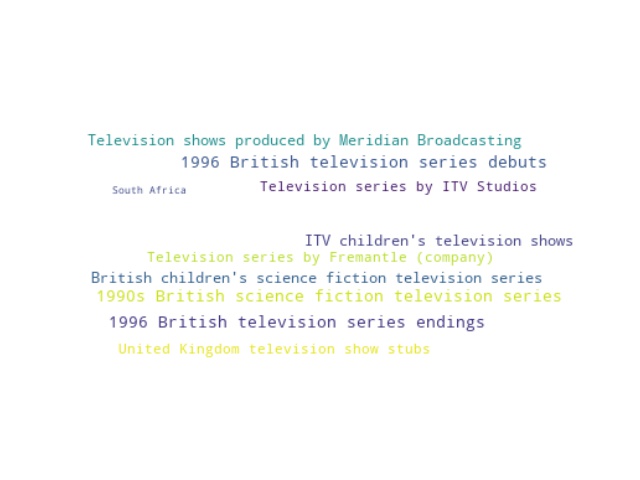 Television shows produced by Meridian Broadcasting
1996 British television series debuts
South Africa
Television series by ITV Studios
ITV children's television shows
Television series by Fremantle (company)
British children's science fiction television series
1990s British science fiction television series
1996 British television series endings
United Kingdom television show stubs